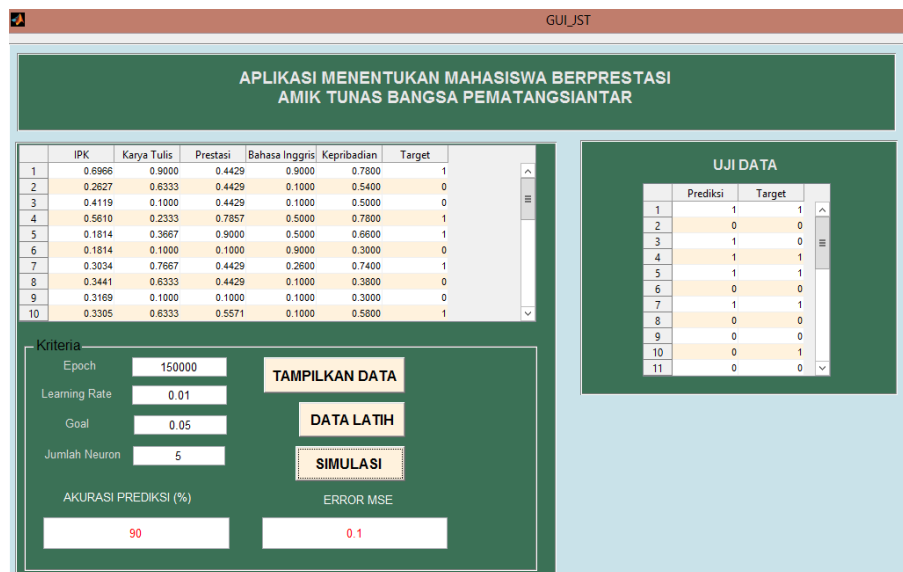 GUI_JST
APLIKASI MENENTUKAN MAHASISWA BERPRESTASI
AMIK TUNAS BANGSA PEMATANGSIANTAR
IPK Karya Tulis Prestasi Bahasa Inggris Kepribadian Target
1 0.6966 0.9000 0.4429 0.9000 0.7800 1
2 0.2627 0.6333 0.4429 0.1000 0.5400 0
3 0.4119 0.1000 0.4429 0.1000 0.5000 0
4 0.5610 0.2333 0.7857 0.5000 0.7800 1
5 0.1814 0.3667 0.9000 0.5000 0.6600 1
6 0.1814 0.1000 0.1000 0.9000 0.3000 0
7 0.3034 0.7667 0.4429 0.2600 0.7400 1
8 0.3441 0.6333 0.4429 0.1000 0.3800 0
9 0.3169 0.1000 0.1000 0.1000 0.3000 0
10 0.3305 0.6333 0.5571 0.1000 0.5800 1
UJI DATA
Prediksi Target
1 1 1
2 0 0
3 1 0
4 1 1
5 1 1
6 0 0
7 1 1
8 0 0
9 0 0
10 0 1
11 0 0
Kriteria
Epoch 150000
Learning Rate 0.01
Goal 0.05
Jumlah Neuron 5
TAMPILKAN DATA
DATA LATIH
SIMULASI
AKURASI PREDIKSI (%)
90
ERROR MSE
0.1